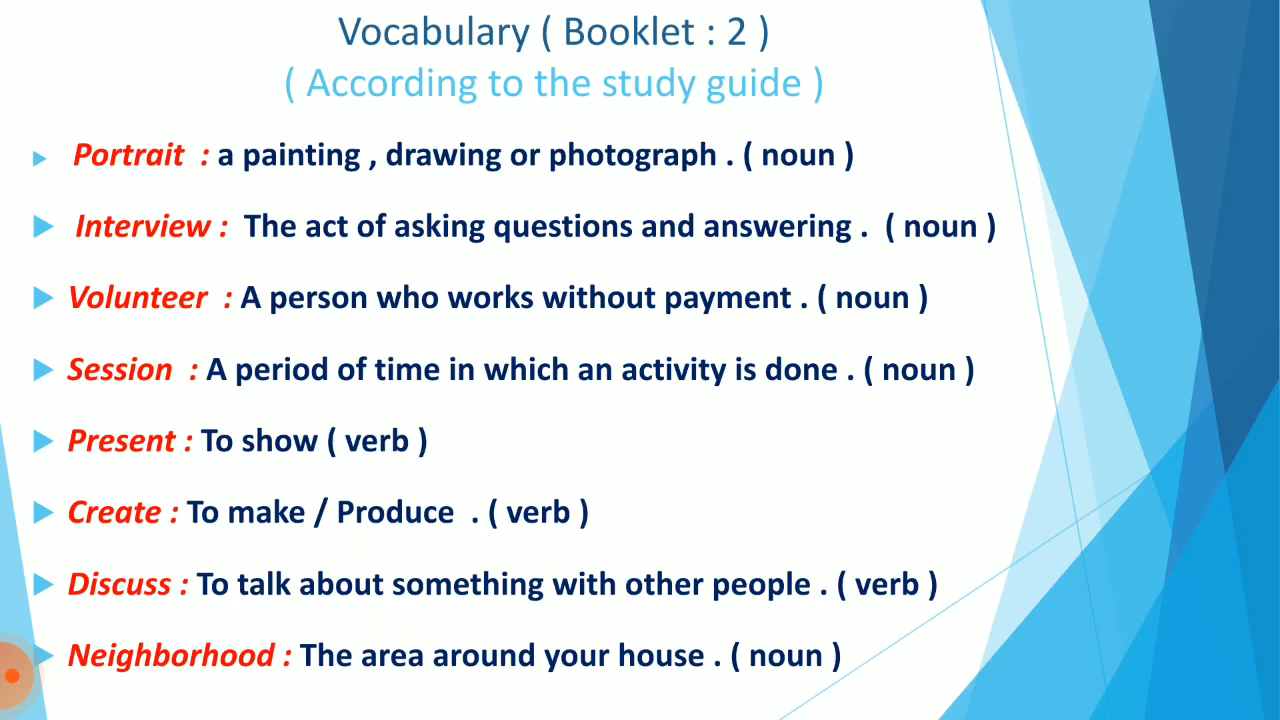 Vocabulary ( Booklet : 2 )
( According to the study guide )
Portrait : a painting , drawing or photograph . ( noun )
Interview : The act of asking questions and answering . ( noun )
Volunteer : A person who works without payment . ( noun )
Session : A period of time in which an activity is done . ( noun )
Present : To show ( verb )
Create : To make / Produce . ( verb )
Discuss : To talk about something with other people . ( verb )
Neighborhood : The area around your house . ( noun )